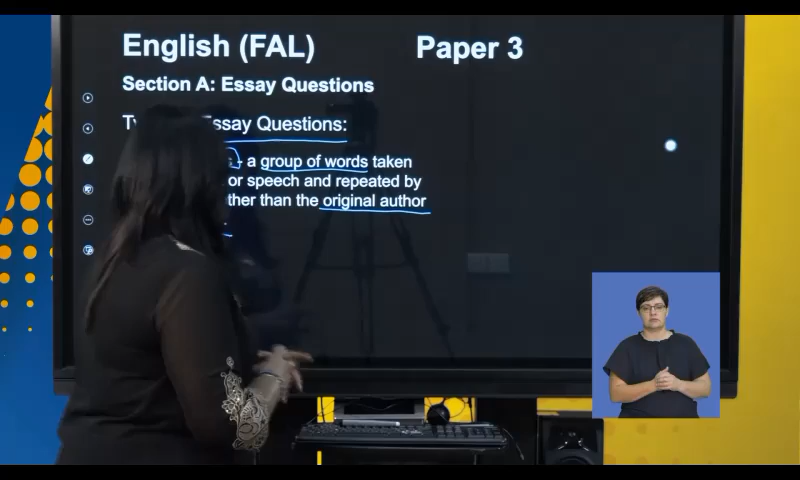 English (FAL) Paper 3
Section A: Essay Questions
Essay Questions:
- a group of words taken
or speech and repeated by
ther than the original author